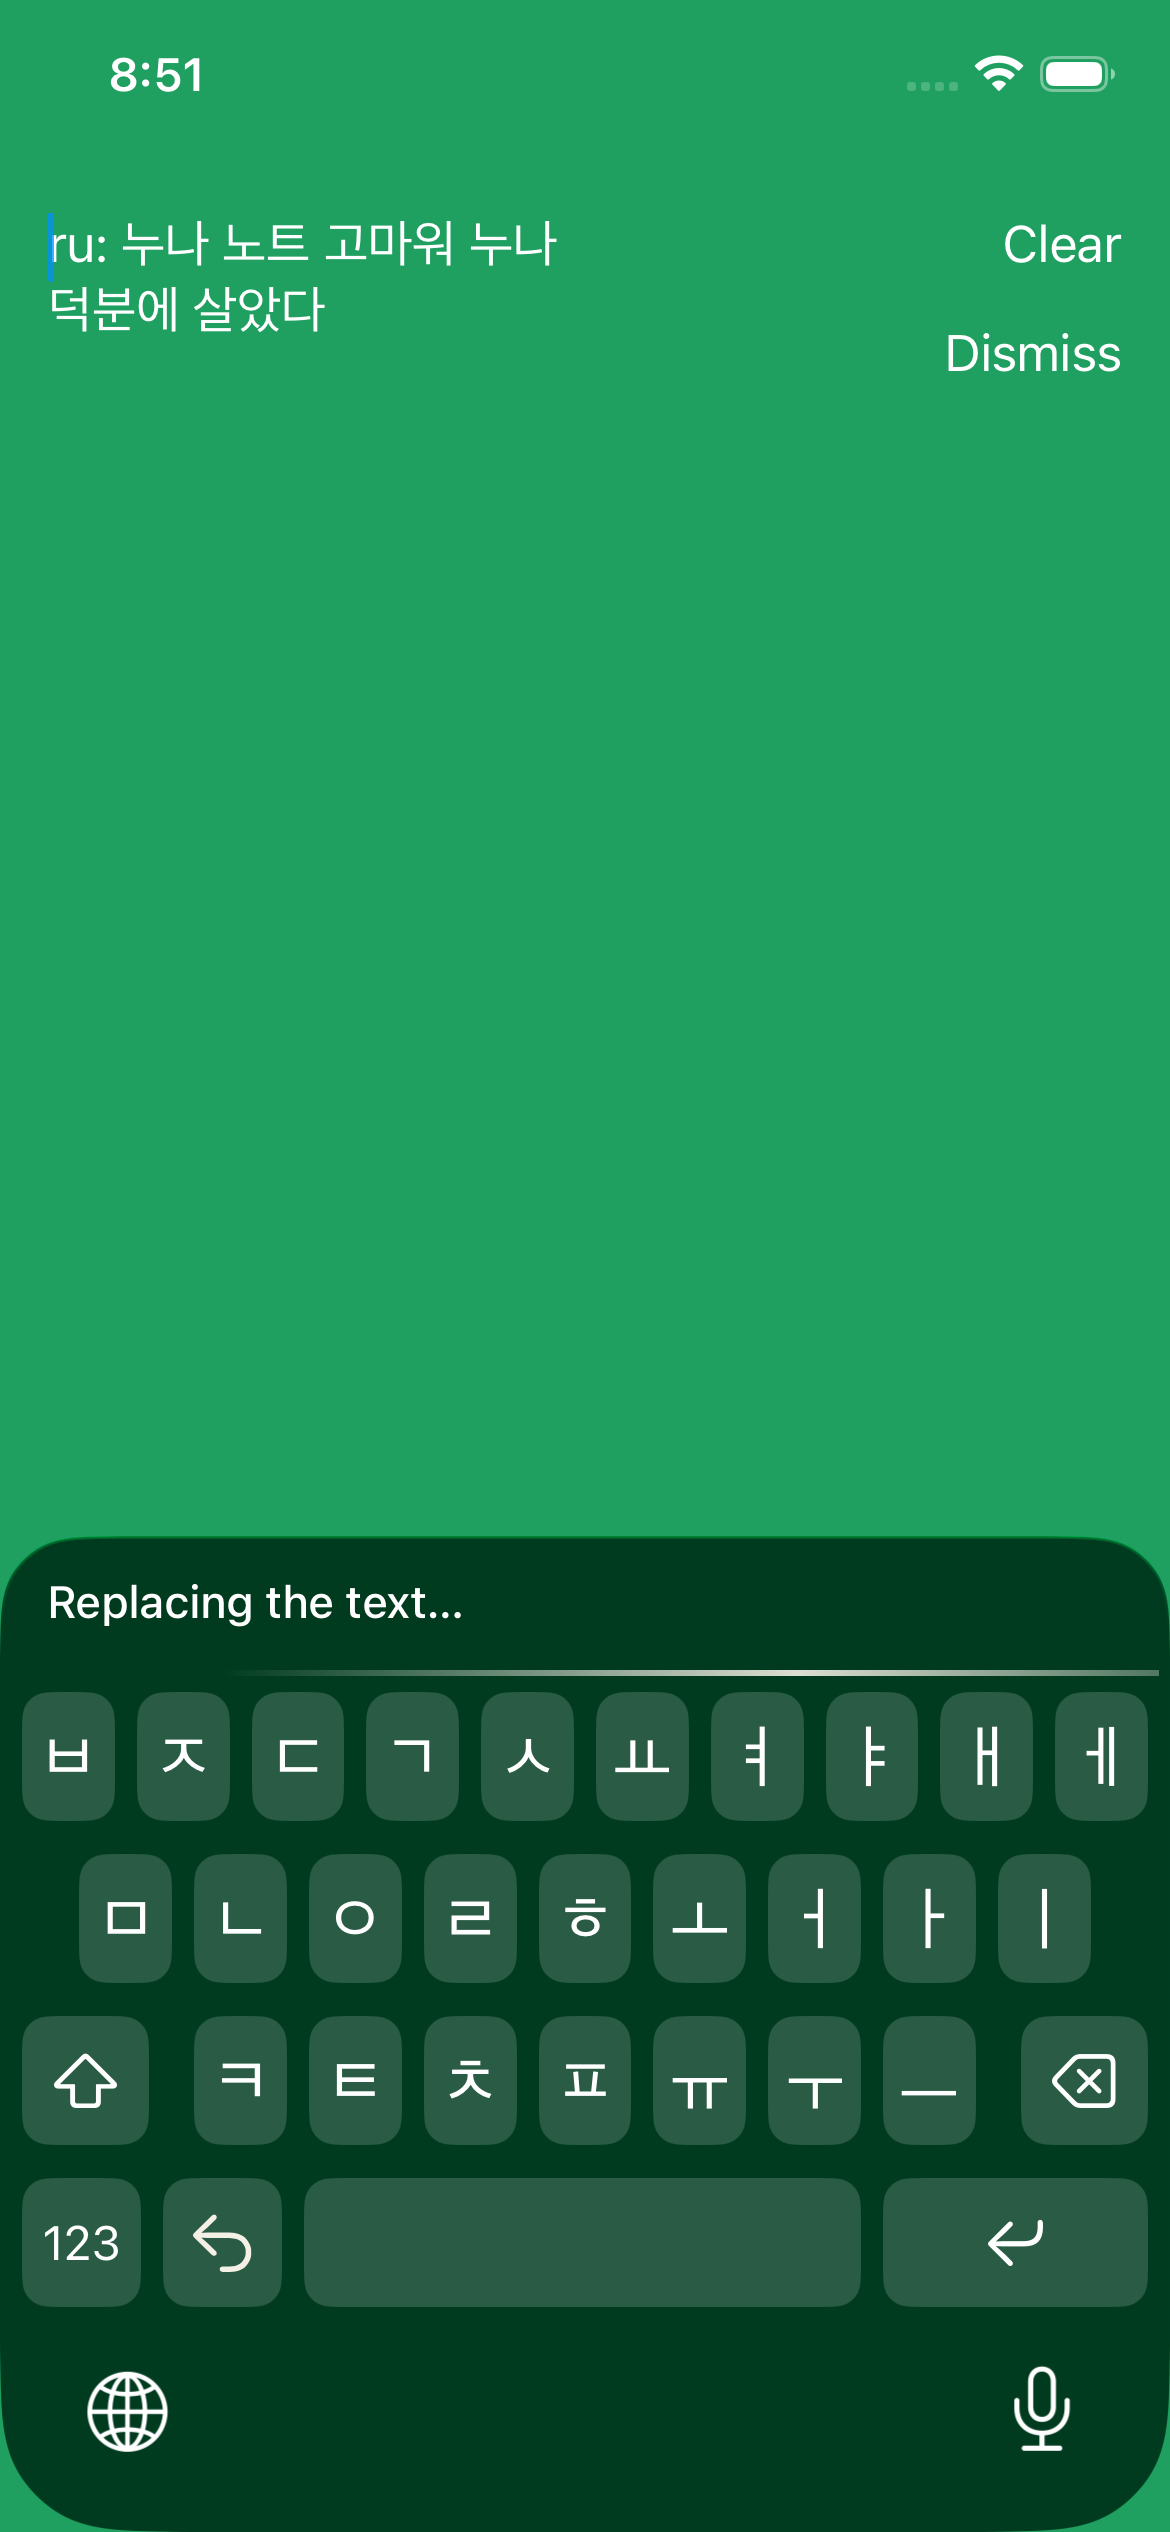 8:51
ru: 누나 노트 고마워 누나
덕분에 살았다
Clear
Dismiss
Replacing the text...
ㅂ ㅈ ㄷ ㄱ ㅅ ㅛ ㅕ ㅑ ㅐ ㅔ
ㅁ ㄴ ㅇ ㄹ ㅎ ㅗ ㅓ ㅏ ㅣ
ㅋ ㅌ ㅊ ㅍ ㅠ ㅜ ㅡ
123